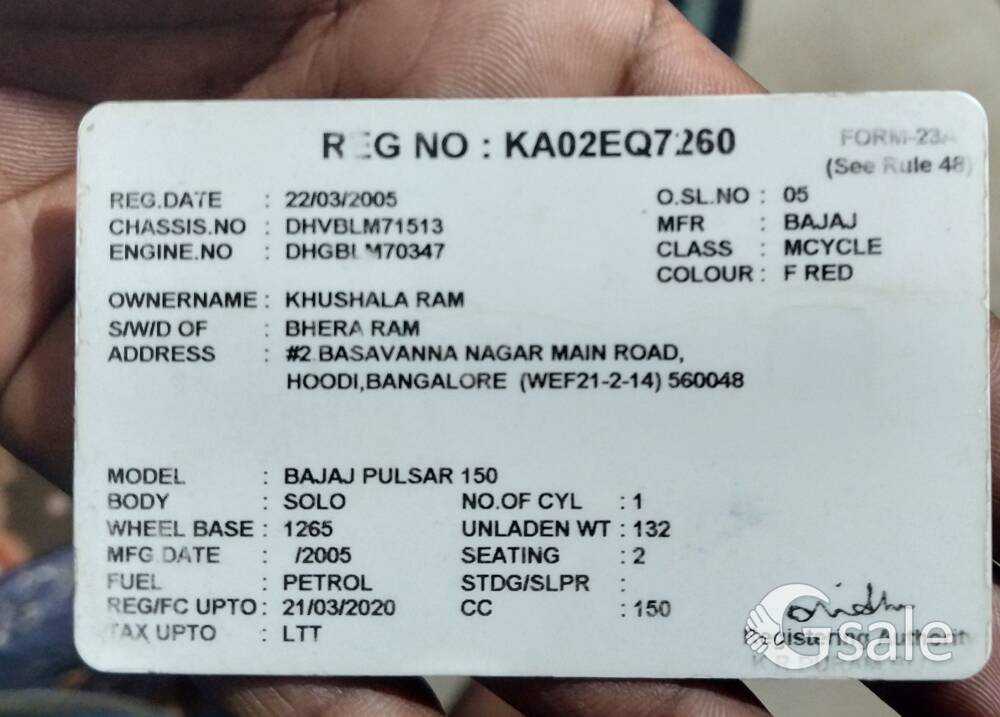 REG NO : KA02EQ7260
FORM-23A
(See Rule 48)
REG.DATE : 22/03/2005 O.SL.NO : 05
CHASSIS.NO : DHVBLM71513 MFR : BAJAJ
ENGINE.NO : DHGBLM70347 CLASS : MCYCLE
COLOUR : F RED
OWNERNAME : KHUSHALA RAM
S/W/D OF : BHERA RAM
ADDRESS : #2 BASAVANNA NAGAR MAIN ROAD,
HOODI,BANGALORE (WEF21-2-14) 560048
MODEL : BAJAJ PULSAR 150
BODY : SOLO NO.OF CYL : 1
WHEEL BASE : 1265 UNLADEN WT : 132
MFG DATE : /2005 SEATING : 2
FUEL : PETROL STDG/SLPR :
REG/FC UPTO : 21/03/2020 CC : 150
TAX UPTO : LTT
Registering Authority
Gsale